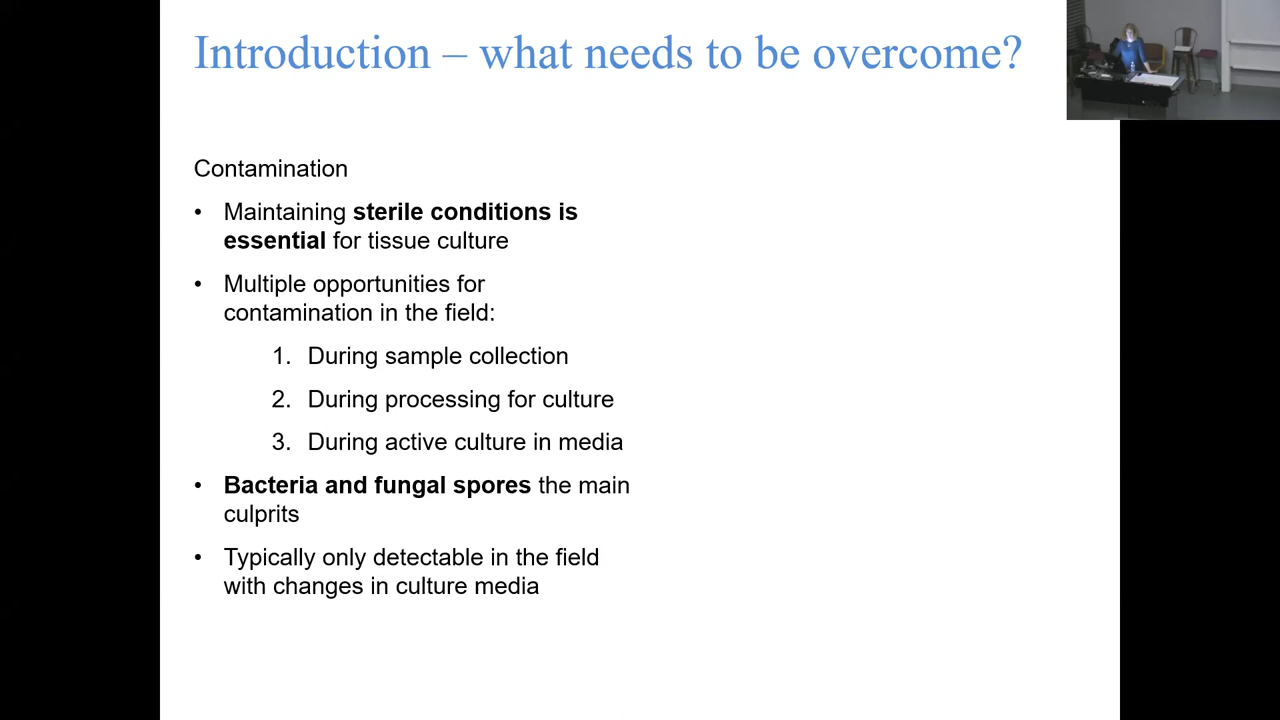 Introduction – what needs to be overcome?
Contamination
• Maintaining sterile conditions is
essential for tissue culture
• Multiple opportunities for
contamination in the field:
1. During sample collection
2. During processing for culture
3. During active culture in media
• Bacteria and fungal spores the main
culprits
• Typically only detectable in the field
with changes in culture media